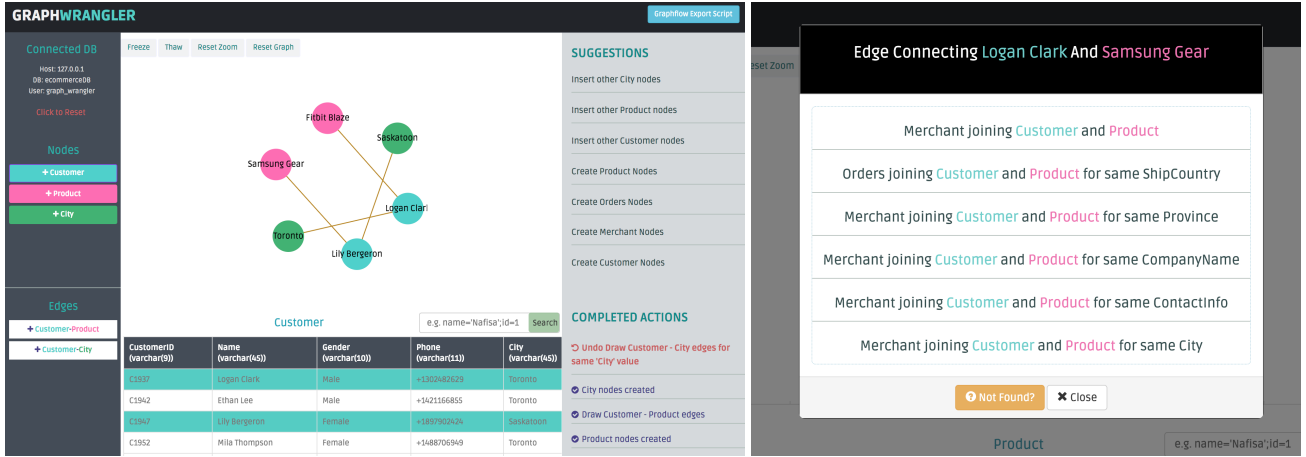 GRAPHWRANGLER
Graphflow Export Script
Connected DB
Host: 127.0.0.1
DB: ecommerceDB
User: graph_wrangler
Click to Reset
Nodes
+ Customer
+ Product
+ City
Edges
+ Customer-Product
+ Customer-City
Freeze Thaw Reset Zoom Reset Graph
Fitbit Blaze
Saskatoon
Samsung Gear
Logan Clar
Toronto
Lily Bergeron
Customer
e.g. name='Nafisa';id=1 Search
CustomerID (varchar(9)) Name (varchar(45)) Gender (varchar(10)) Phone (varchar(11)) City (varchar(45))
C1937 Logan Clark Male +1302482629 Toronto
C1942 Ethan Lee Male +1421166855 Toronto
C1947 Lily Bergeron Female +1897902424 Saskatoon
C1952 Mila Thompson Female +1488706949 Toronto
SUGGESTIONS
Insert other City nodes
Insert other Product nodes
Insert other Customer nodes
Create Product Nodes
Create Orders Nodes
Create Merchant Nodes
Create Customer Nodes
COMPLETED ACTIONS
Undo Draw Customer - City edges for
same 'City' value
City nodes created
Draw Customer - Product edges
Product nodes created
eset Zoom
Edge Connecting Logan Clark And Samsung Gear
Merchant joining Customer and Product
Orders joining Customer and Product for same ShipCountry
Merchant joining Customer and Product for same Province
Merchant joining Customer and Product for same CompanyName
Merchant joining Customer and Product for same ContactInfo
Merchant joining Customer and Product for same City
Not Found? Close
Product
e.g. name='Nafisa';id=1